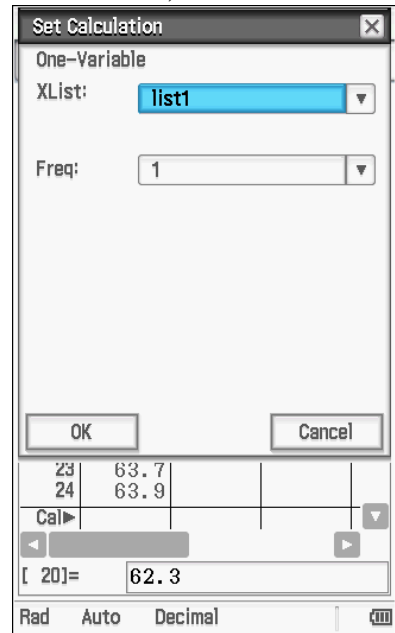 Set Calculation
One-Variable
XList: list1
Freq: 1
OK Cancel
23 63.7
24 63.9
Cal►
[ 20]= 62.3
Rad Auto Decimal